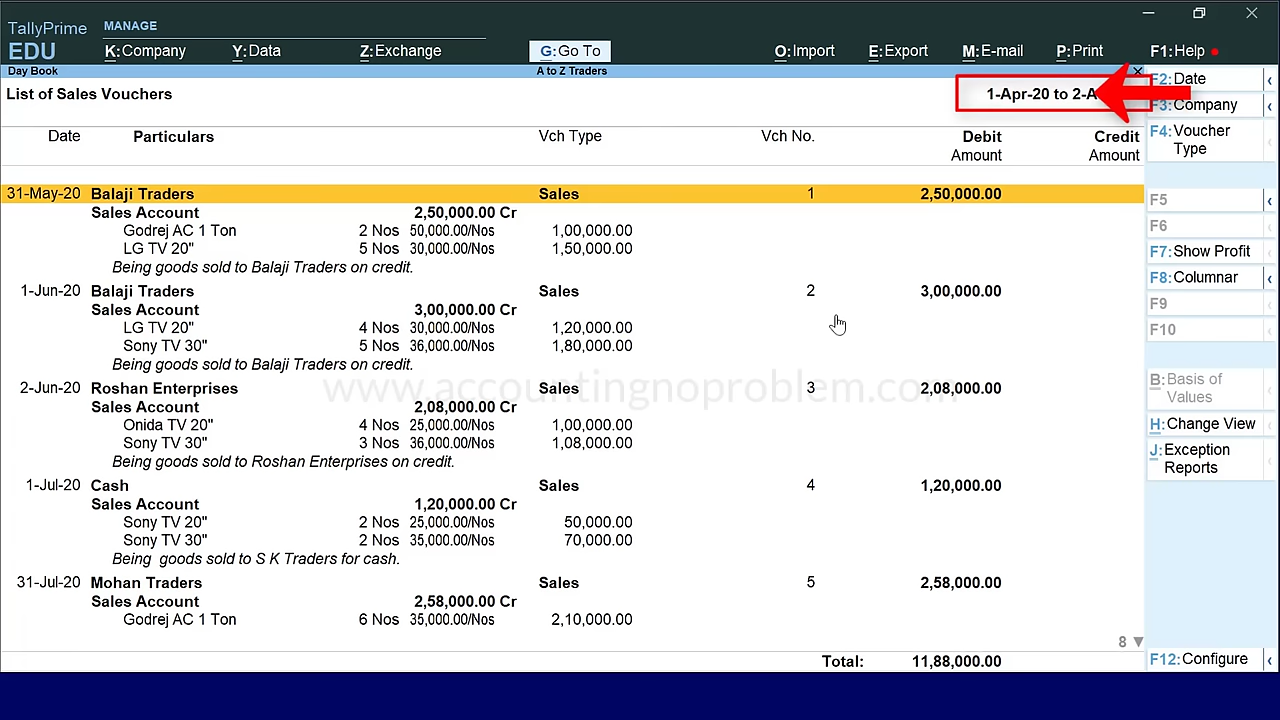 TallyPrime
EDU
MANAGE
K:Company Y:Data Z:Exchange G:Go To O:Import E:Export M:E-mail P:Print F1:Help
Day Book A to Z Traders
List of Sales Vouchers 1-Apr-20 to
Date Particulars Vch Type Vch No. Debit Credit
Amount Amount
31-May-20 Balaji Traders Sales 1 2,50,000.00
Sales Account 2,50,000.00 Cr
Godrej AC 1 Ton 2 Nos 50,000.00/Nos 1,00,000.00
LG TV 20" 5 Nos 30,000.00/Nos 1,50,000.00
Being goods sold to Balaji Traders on credit.
1-Jun-20 Balaji Traders Sales 2 3,00,000.00
Sales Account 3,00,000.00 Cr
LG TV 20" 4 Nos 30,000.00/Nos 1,20,000.00
Sony TV 30" 5 Nos 36,000.00/Nos 1,80,000.00
Being goods sold to Balaji Traders on credit.
www.accountingnoproblem.com
2-Jun-20 Roshan Enterprises Sales 3 2,08,000.00
Sales Account 2,08,000.00 Cr
Onida TV 20" 4 Nos 25,000.00/Nos 1,00,000.00
Sony TV 30" 3 Nos 36,000.00/Nos 1,08,000.00
Being goods sold to Roshan Enterprises on credit.
1-Jul-20 Cash Sales 4 1,20,000.00
Sales Account 1,20,000.00 Cr
Sony TV 20" 2 Nos 25,000.00/Nos 50,000.00
Sony TV 30" 2 Nos 35,000.00/Nos 70,000.00
Being goods sold to S K Traders for cash.
31-Jul-20 Mohan Traders Sales 5 2,58,000.00
Sales Account 2,58,000.00 Cr
Godrej AC 1 Ton 6 Nos 35,000.00/Nos 2,10,000.00
8
Total: 11,88,000.00
F2:Date
F3:Company
F4:Voucher
Type
F5
F6
F7:Show Profit
F8:Columnar
F9
F10
B:Basis of
Values
H:Change View
J:Exception
Reports
F12:Configure